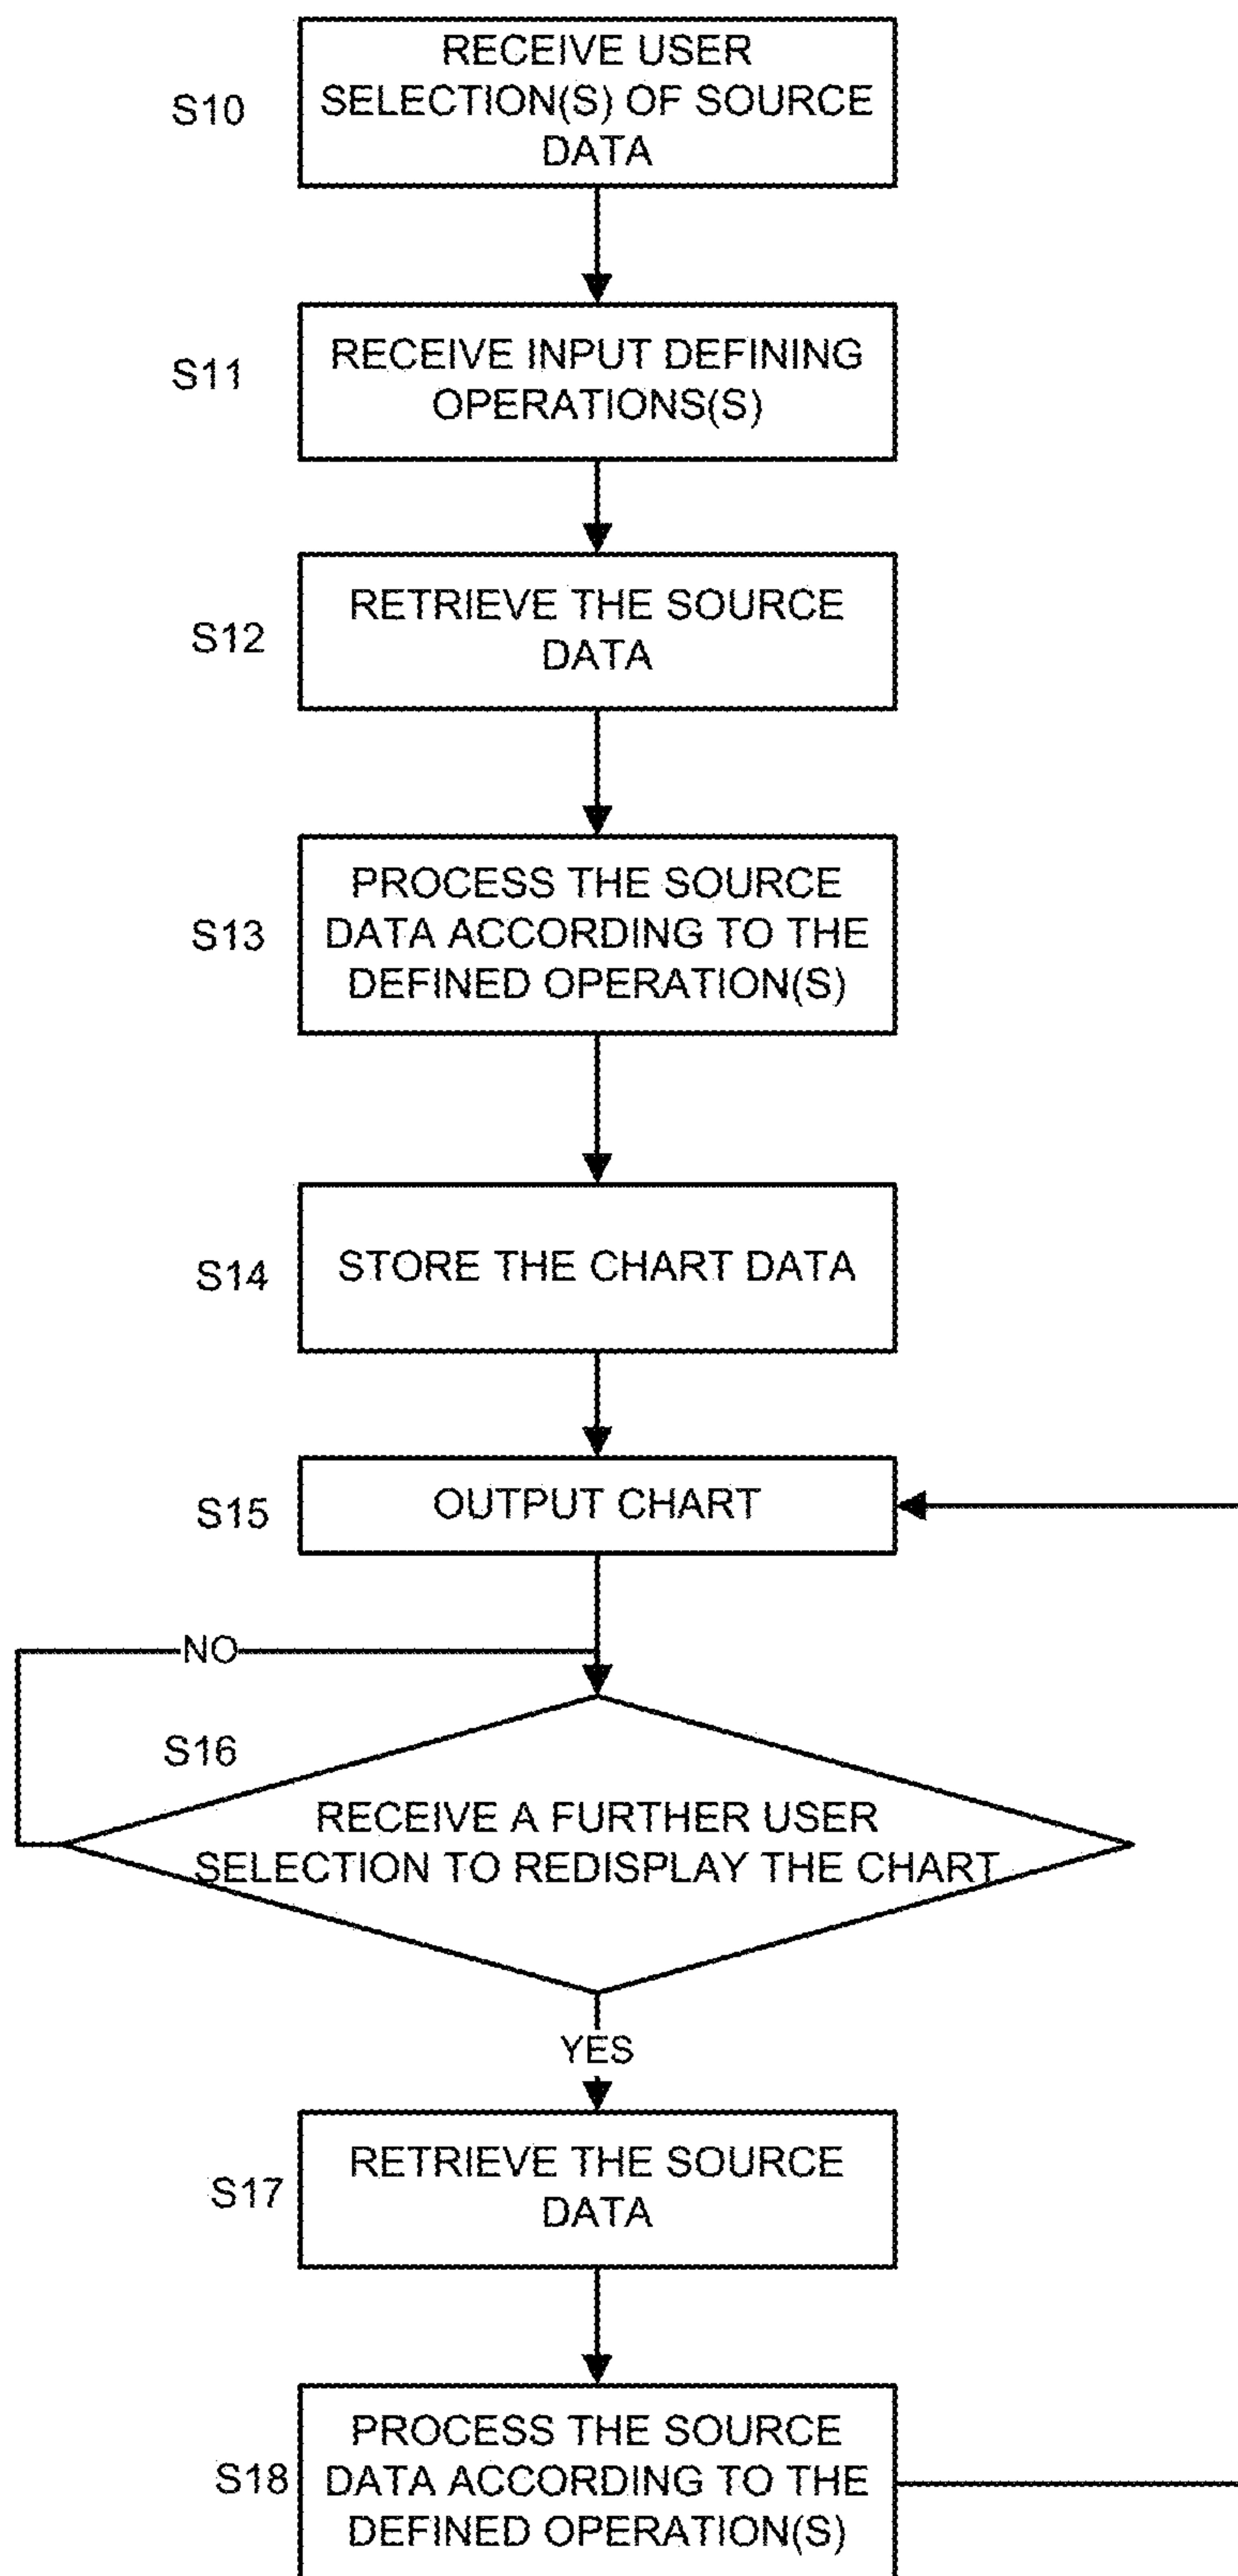 RECEIVE USER
S10
SELECTION(S) OF SOURCE
DATA
S11
RECEIVE INPUT DEFINING
OPERATIONS(S)
S12
RETRIEVE THE SOURCE
DATA
S13
PROCESS THE SOURCE
DATA ACCORDING TO THE
DEFINED OPERATION(S)
S14
STORE THE CHART DATA
S15
OUTPUT CHART
NO
S16
RECEIVE A FURTHER USER
SELECTION TO REDISPLAY THE CHART
YES
S17
RETRIEVE THE SOURCE
DATA
S18
PROCESS THE SOURCE
DATA ACCORDING TO THE
DEFINED OPERATION(S)